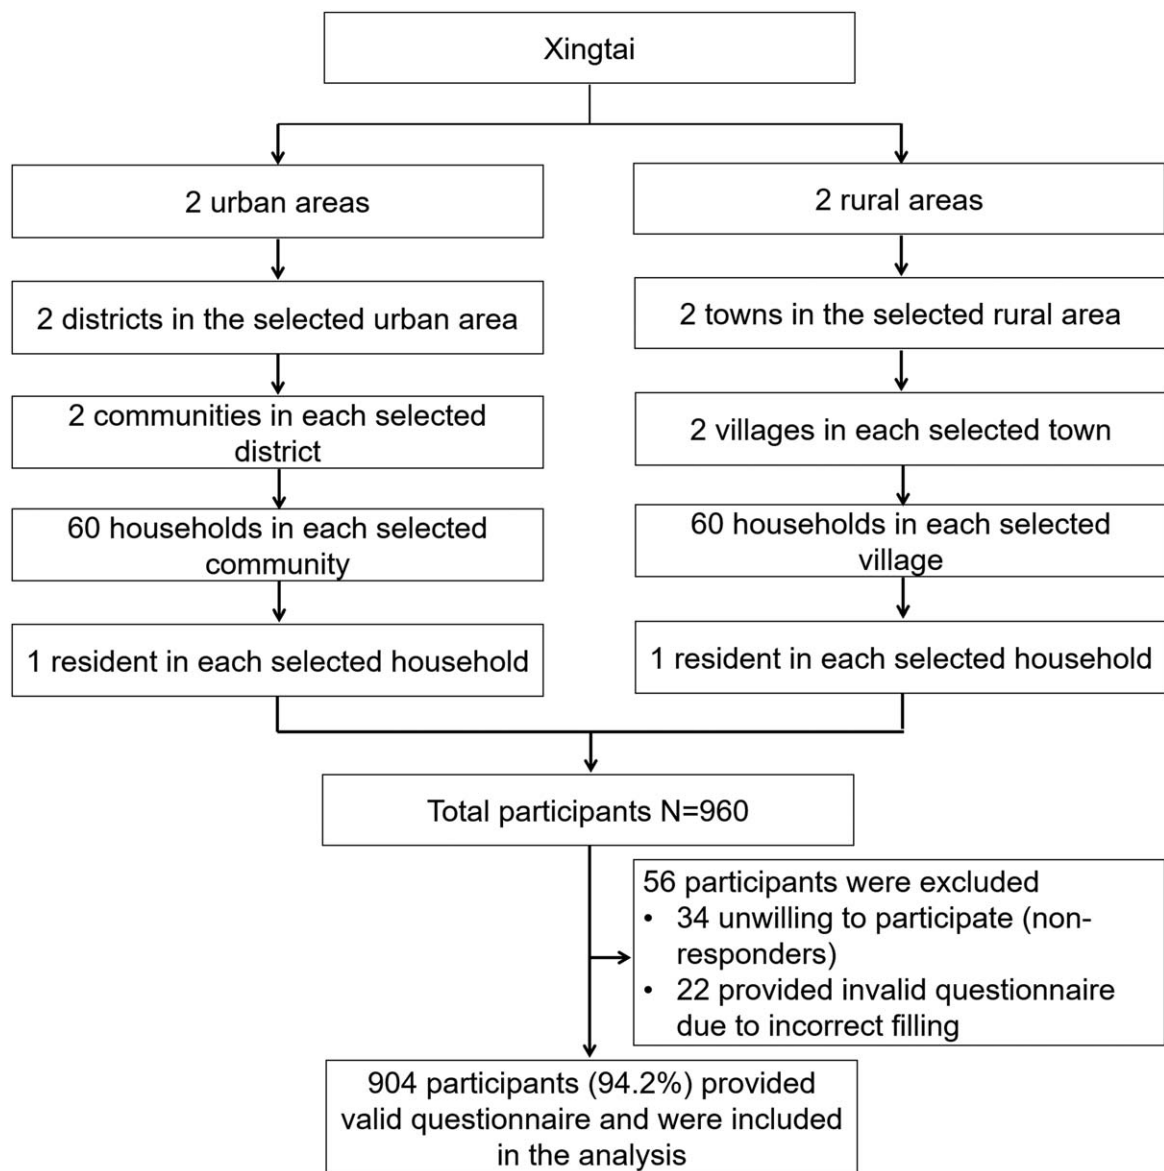 Xingtai
2 urban areas
2 rural areas
2 districts in the selected urban area
2 towns in the selected rural area
2 communities in each selected
district
2 villages in each selected town
60 households in each selected
community
60 households in each selected
village
1 resident in each selected household
1 resident in each selected household
Total participants N=960
56 participants were excluded
• 34 unwilling to participate (non-
responders)
• 22 provided invalid questionnaire
due to incorrect filling
904 participants (94.2%) provided
valid questionnaire and were included
in the analysis